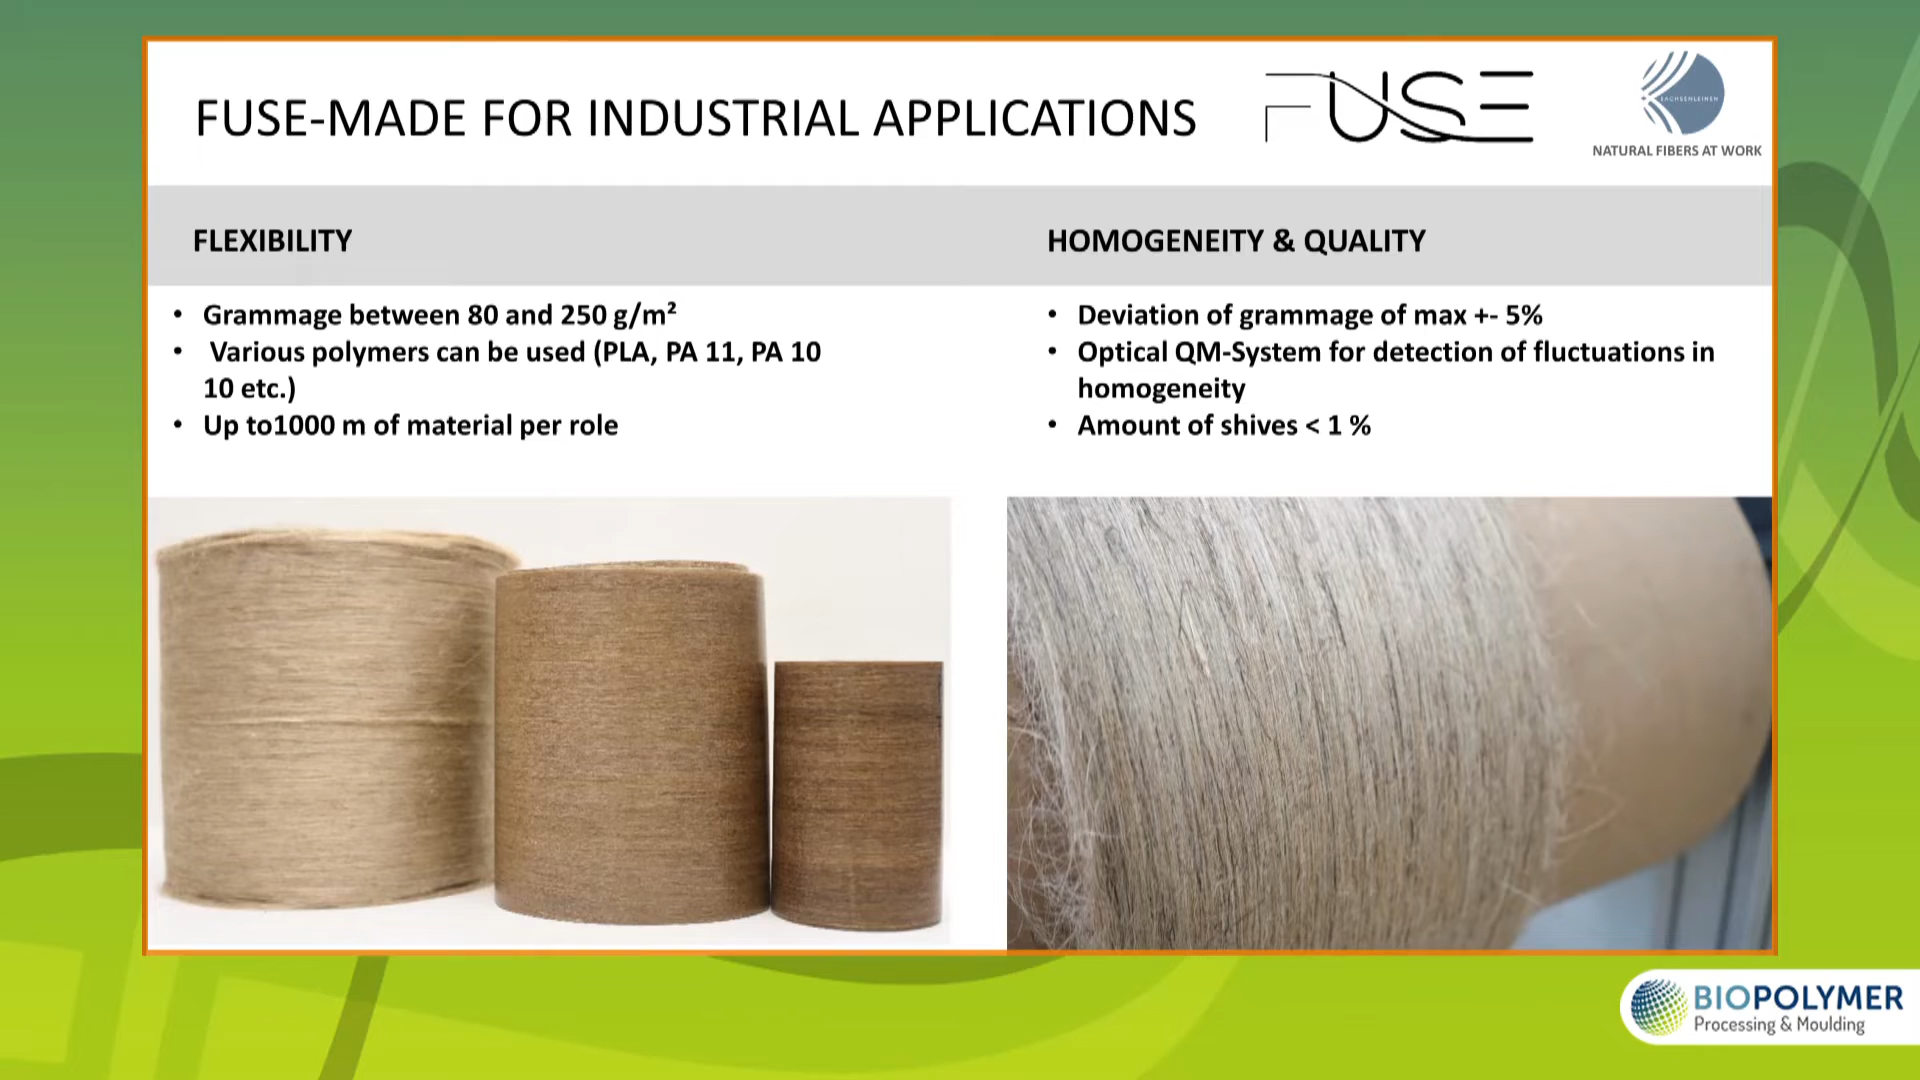 FUSE-MADE FOR INDUSTRIAL APPLICATIONS
FUSE
SACHSENLEINEN
NATURAL FIBERS AT WORK
FLEXIBILITY
• Grammage between 80 and 250 g/m²
• Various polymers can be used (PLA, PA 11, PA 10
10 etc.)
• Up to1000 m of material per role
HOMOGENEITY & QUALITY
• Deviation of grammage of max +- 5%
• Optical QM-System for detection of fluctuations in
homogeneity
• Amount of shives < 1 %
BIOPOLYMER
Processing & Moulding